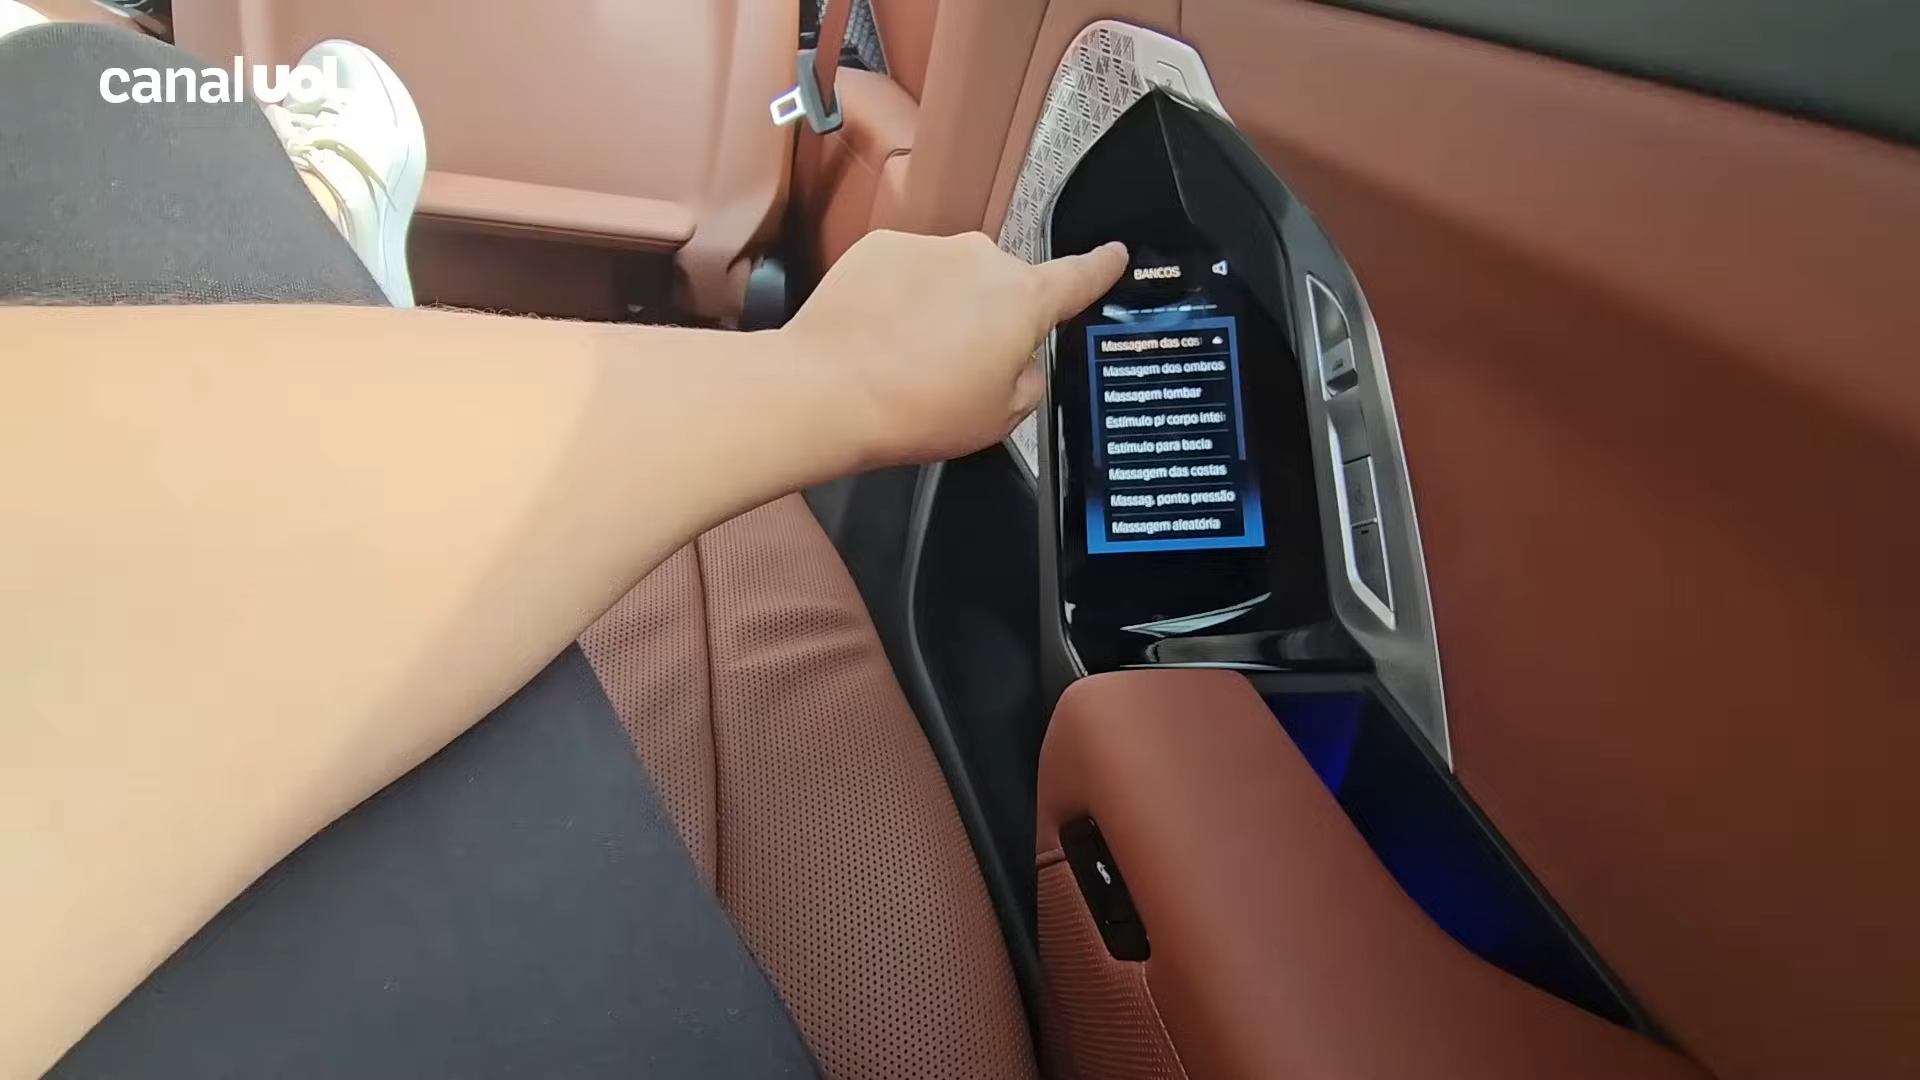 canal UOL
BANCOS
Massagem das cos
Massagem dos ombros
Massagem lombar
Estímulo p/ corpo intei
Estímulo para bacia
Massagem das costas
Massag. ponto pressão
Massagem aleatória